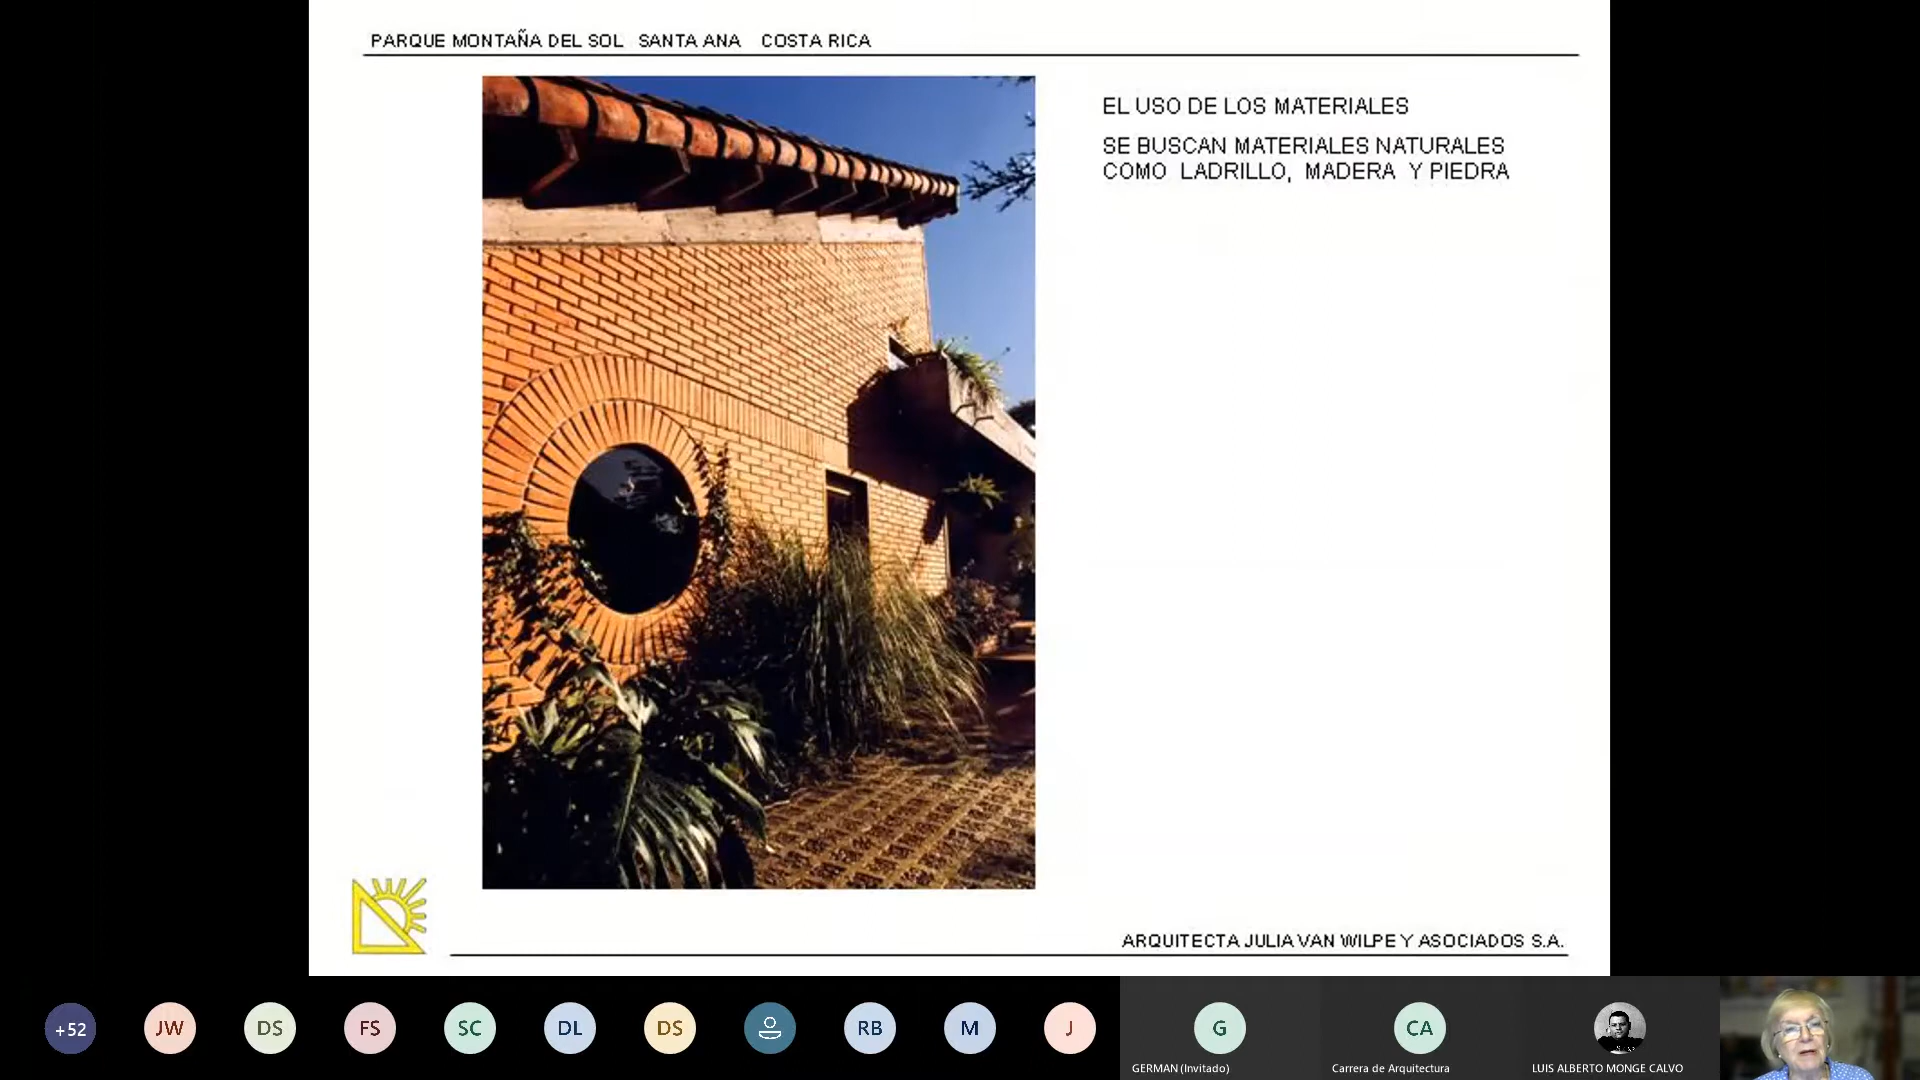 PARQUE MONTAÑA DEL SOL SANTA ANA COSTA RICA
EL USO DE LOS MATERIALES
SE BUSCAN MATERIALES NATURALES
COMO LADRILLO, MADERA Y PIEDRA
ARQUITECTA JULIA VAN WILPE Y ASOCIADOS S.A.
+52
JW
DS
FS
SC
DL
DS
RB
M
J
G
CA
GERMAN (Invitado)
Carrera de Arquitectura
LUIS ALBERTO MONGE CALVO